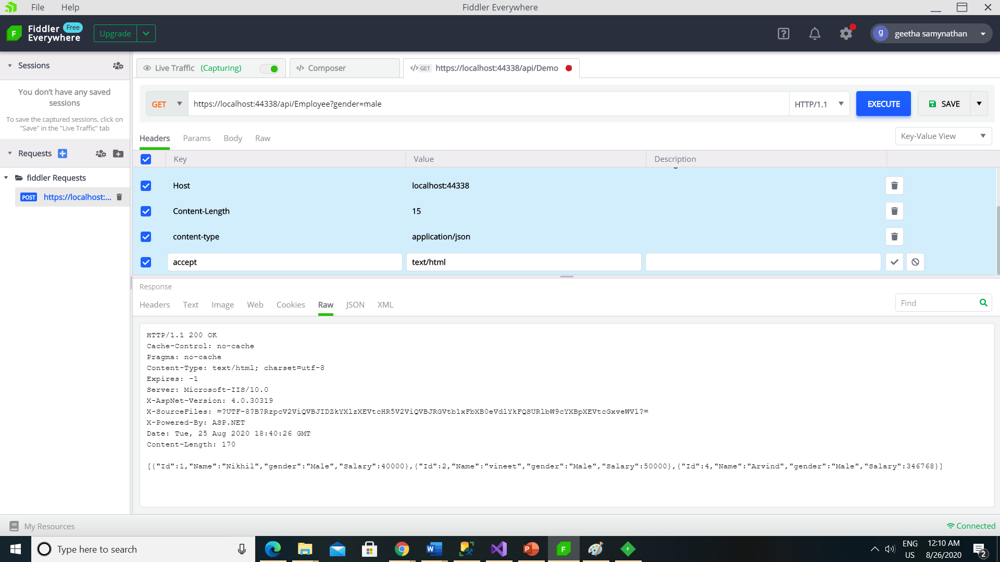 File Help Fiddler Everywhere
Fiddler Everywhere Free Upgrade
g geetha samynathan
Sessions
You don't have any saved
sessions
To save the captured sessions, click on
"Save" in the "Live Traffic" tab
Requests
fiddler Requests
POST https://localhost:...
Live Traffic (Capturing) Composer GET https://localhost:44338/api/Demo
GET https://localhost:44338/api/Employee?gender=male HTTP/1.1 EXECUTE SAVE
Headers Params Body Raw Key-Value View
Key Value Description
Host localhost:44338
Content-Length 15
content-type application/json
accept text/html
Response
Headers Text Image Web Cookies Raw JSON XML Find
HTTP/1.1 200 OK
Cache-Control: no-cache
Pragma: no-cache
Content-Type: text/html; charset=utf-8
Expires: -1
Server: Microsoft-IIS/10.0
X-AspNet-Version: 4.0.30319
X-SourceFiles: =?UTF-8?B?RzpcV2ViQVBJIDZkYXlzXEVtcHR5V2ViQVBJRGVtb1xFbXB0eVdlYkFQSURlbW9cYXBpXEVtcGxveWVl?=
X-Powered-By: ASP.NET
Date: Tue, 25 Aug 2020 18:40:26 GMT
Content-Length: 170
[{"Id":1,"Name":"Nikhil","gender":"Male","Salary":40000},{"Id":2,"Name":"vineet","gender":"Male","Salary":50000},{"Id":4,"Name":"Arvind","gender":"Male","Salary":346768}]
My Resources Connected
Type here to search
ENG
US
12:10 AM
8/26/2020
2